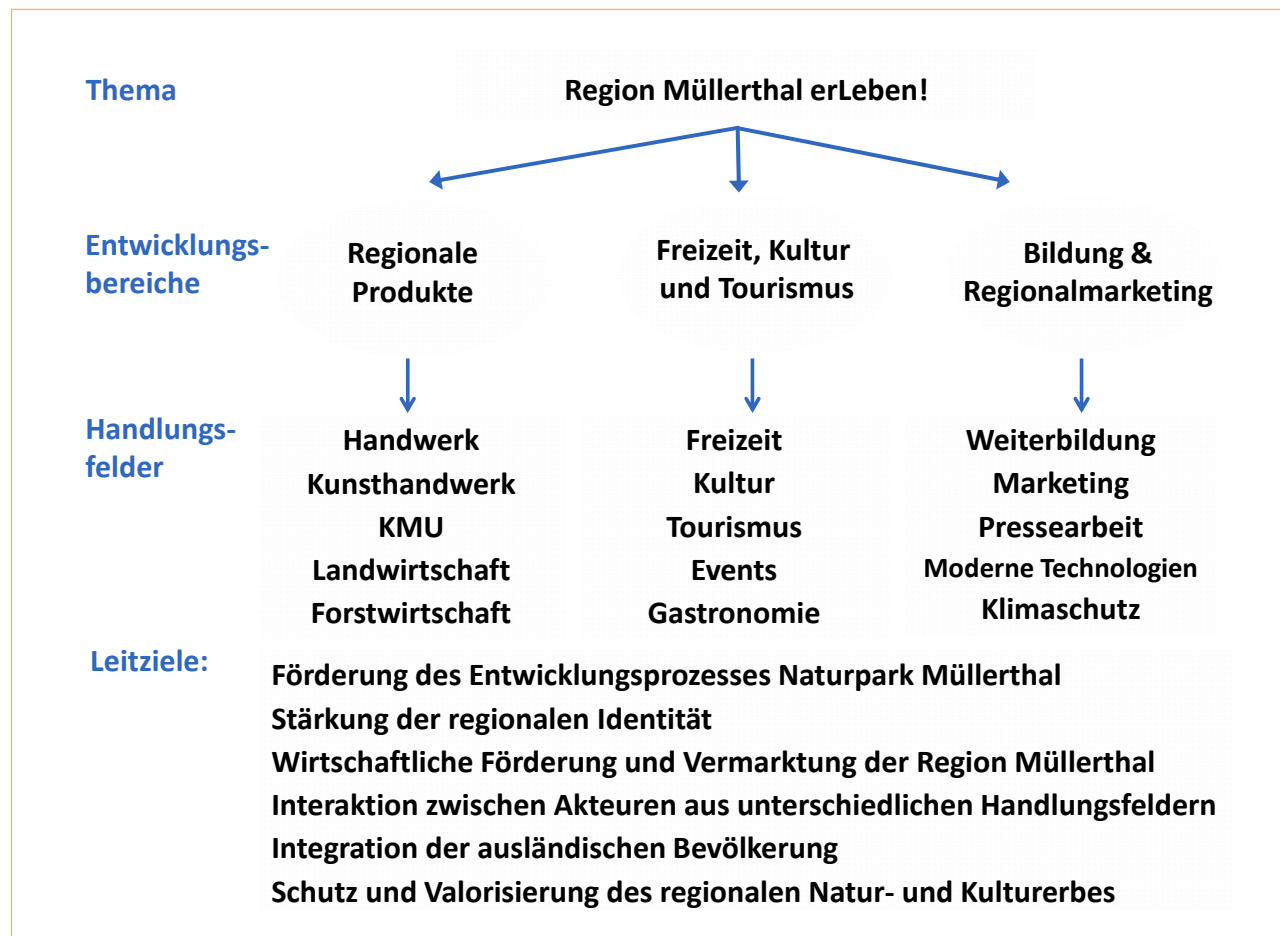 Thema
Region Müllerthal erLeben!
Entwicklungs-
bereiche
Regionale
Produkte
Freizeit, Kultur
und Tourismus
Bildung &
Regionalmarketing
Handlungs-
felder
Handwerk
Kunsthandwerk
KMU
Landwirtschaft
Forstwirtschaft
Freizeit
Kultur
Tourismus
Events
Gastronomie
Weiterbildung
Marketing
Pressearbeit
Moderne Technologien
Klimaschutz
Leitziele:
Förderung des Entwicklungsprozesses Naturpark Müllerthal
Stärkung der regionalen Identität
Wirtschaftliche Förderung und Vermarktung der Region Müllerthal
Interaktion zwischen Akteuren aus unterschiedlichen Handlungsfeldern
Integration der ausländischen Bevölkerung
Schutz und Valorisierung des regionalen Natur- und Kulturerbes